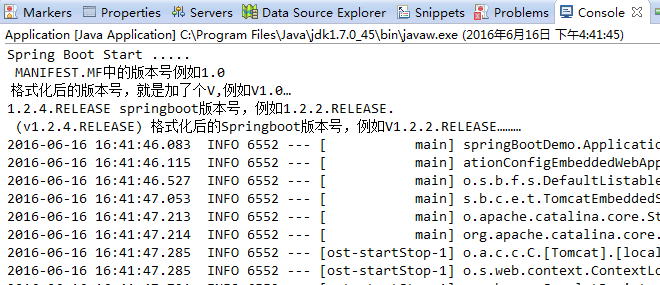 Markers Properties Servers Data Source Explorer Snippets Problems Console
Application [Java Application] C:\Program Files\Java\jdk1.7.0_45\bin\javaw.exe (2016年6月16日 下午4:41:45)
Spring Boot Start .....
MANIFEST.MF中的版本号例如1.0
格式化后的版本号，就是加了个V,例如V1.0…
1.2.4.RELEASE springboot版本号，例如1.2.2.RELEASE.
(v1.2.4.RELEASE) 格式化后的Springboot版本号，例如V1.2.2.RELEASE………
2016-06-16 16:41:46.083 INFO 6552 --- [ main] springBootDemo.Applicatio
2016-06-16 16:41:46.115 INFO 6552 --- [ main] ationConfigEmbeddedWebApp
2016-06-16 16:41:46.527 INFO 6552 --- [ main] o.s.b.f.s.DefaultListable
2016-06-16 16:41:47.053 INFO 6552 --- [ main] s.b.c.e.t.TomcatEmbeddedS
2016-06-16 16:41:47.213 INFO 6552 --- [ main] o.apache.catalina.core.St
2016-06-16 16:41:47.214 INFO 6552 --- [ main] org.apache.catalina.core.
2016-06-16 16:41:47.285 INFO 6552 --- [ost-startStop-1] o.a.c.c.C.[Tomcat].[local
2016-06-16 16:41:47.285 INFO 6552 --- [ost-startStop-1] o.s.web.context.ContextLo